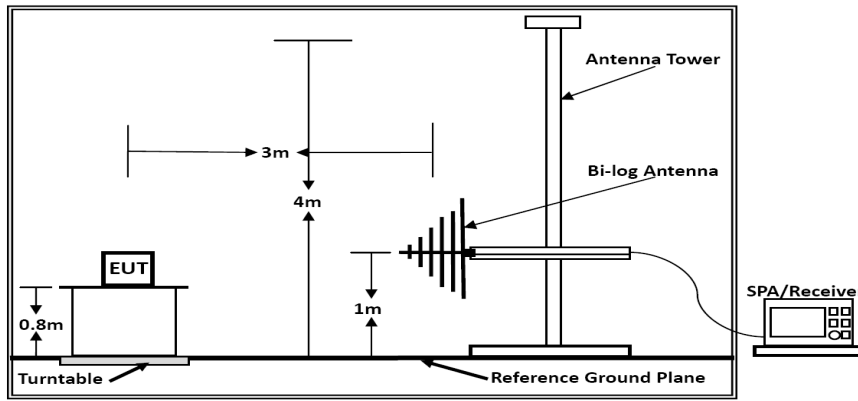 Antenna Tower
3m
Bi-log Antenna
4m
EUT
1m
SPA/Receiver
0.8m
Turntable
Reference Ground Plane